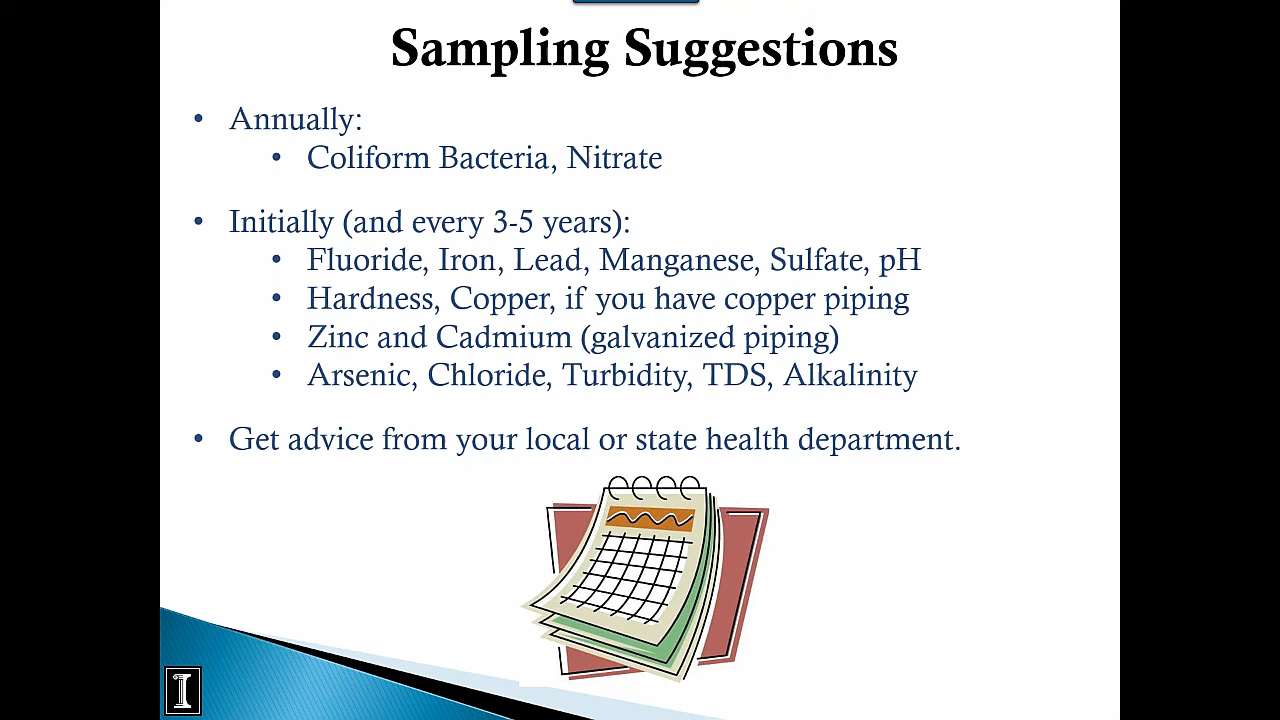 Sampling Suggestions
• Annually:
• Coliform Bacteria, Nitrate
• Initially (and every 3-5 years):
• Fluoride, Iron, Lead, Manganese, Sulfate, pH
• Hardness, Copper, if you have copper piping
• Zinc and Cadmium (galvanized piping)
• Arsenic, Chloride, Turbidity, TDS, Alkalinity
• Get advice from your local or state health department.
I